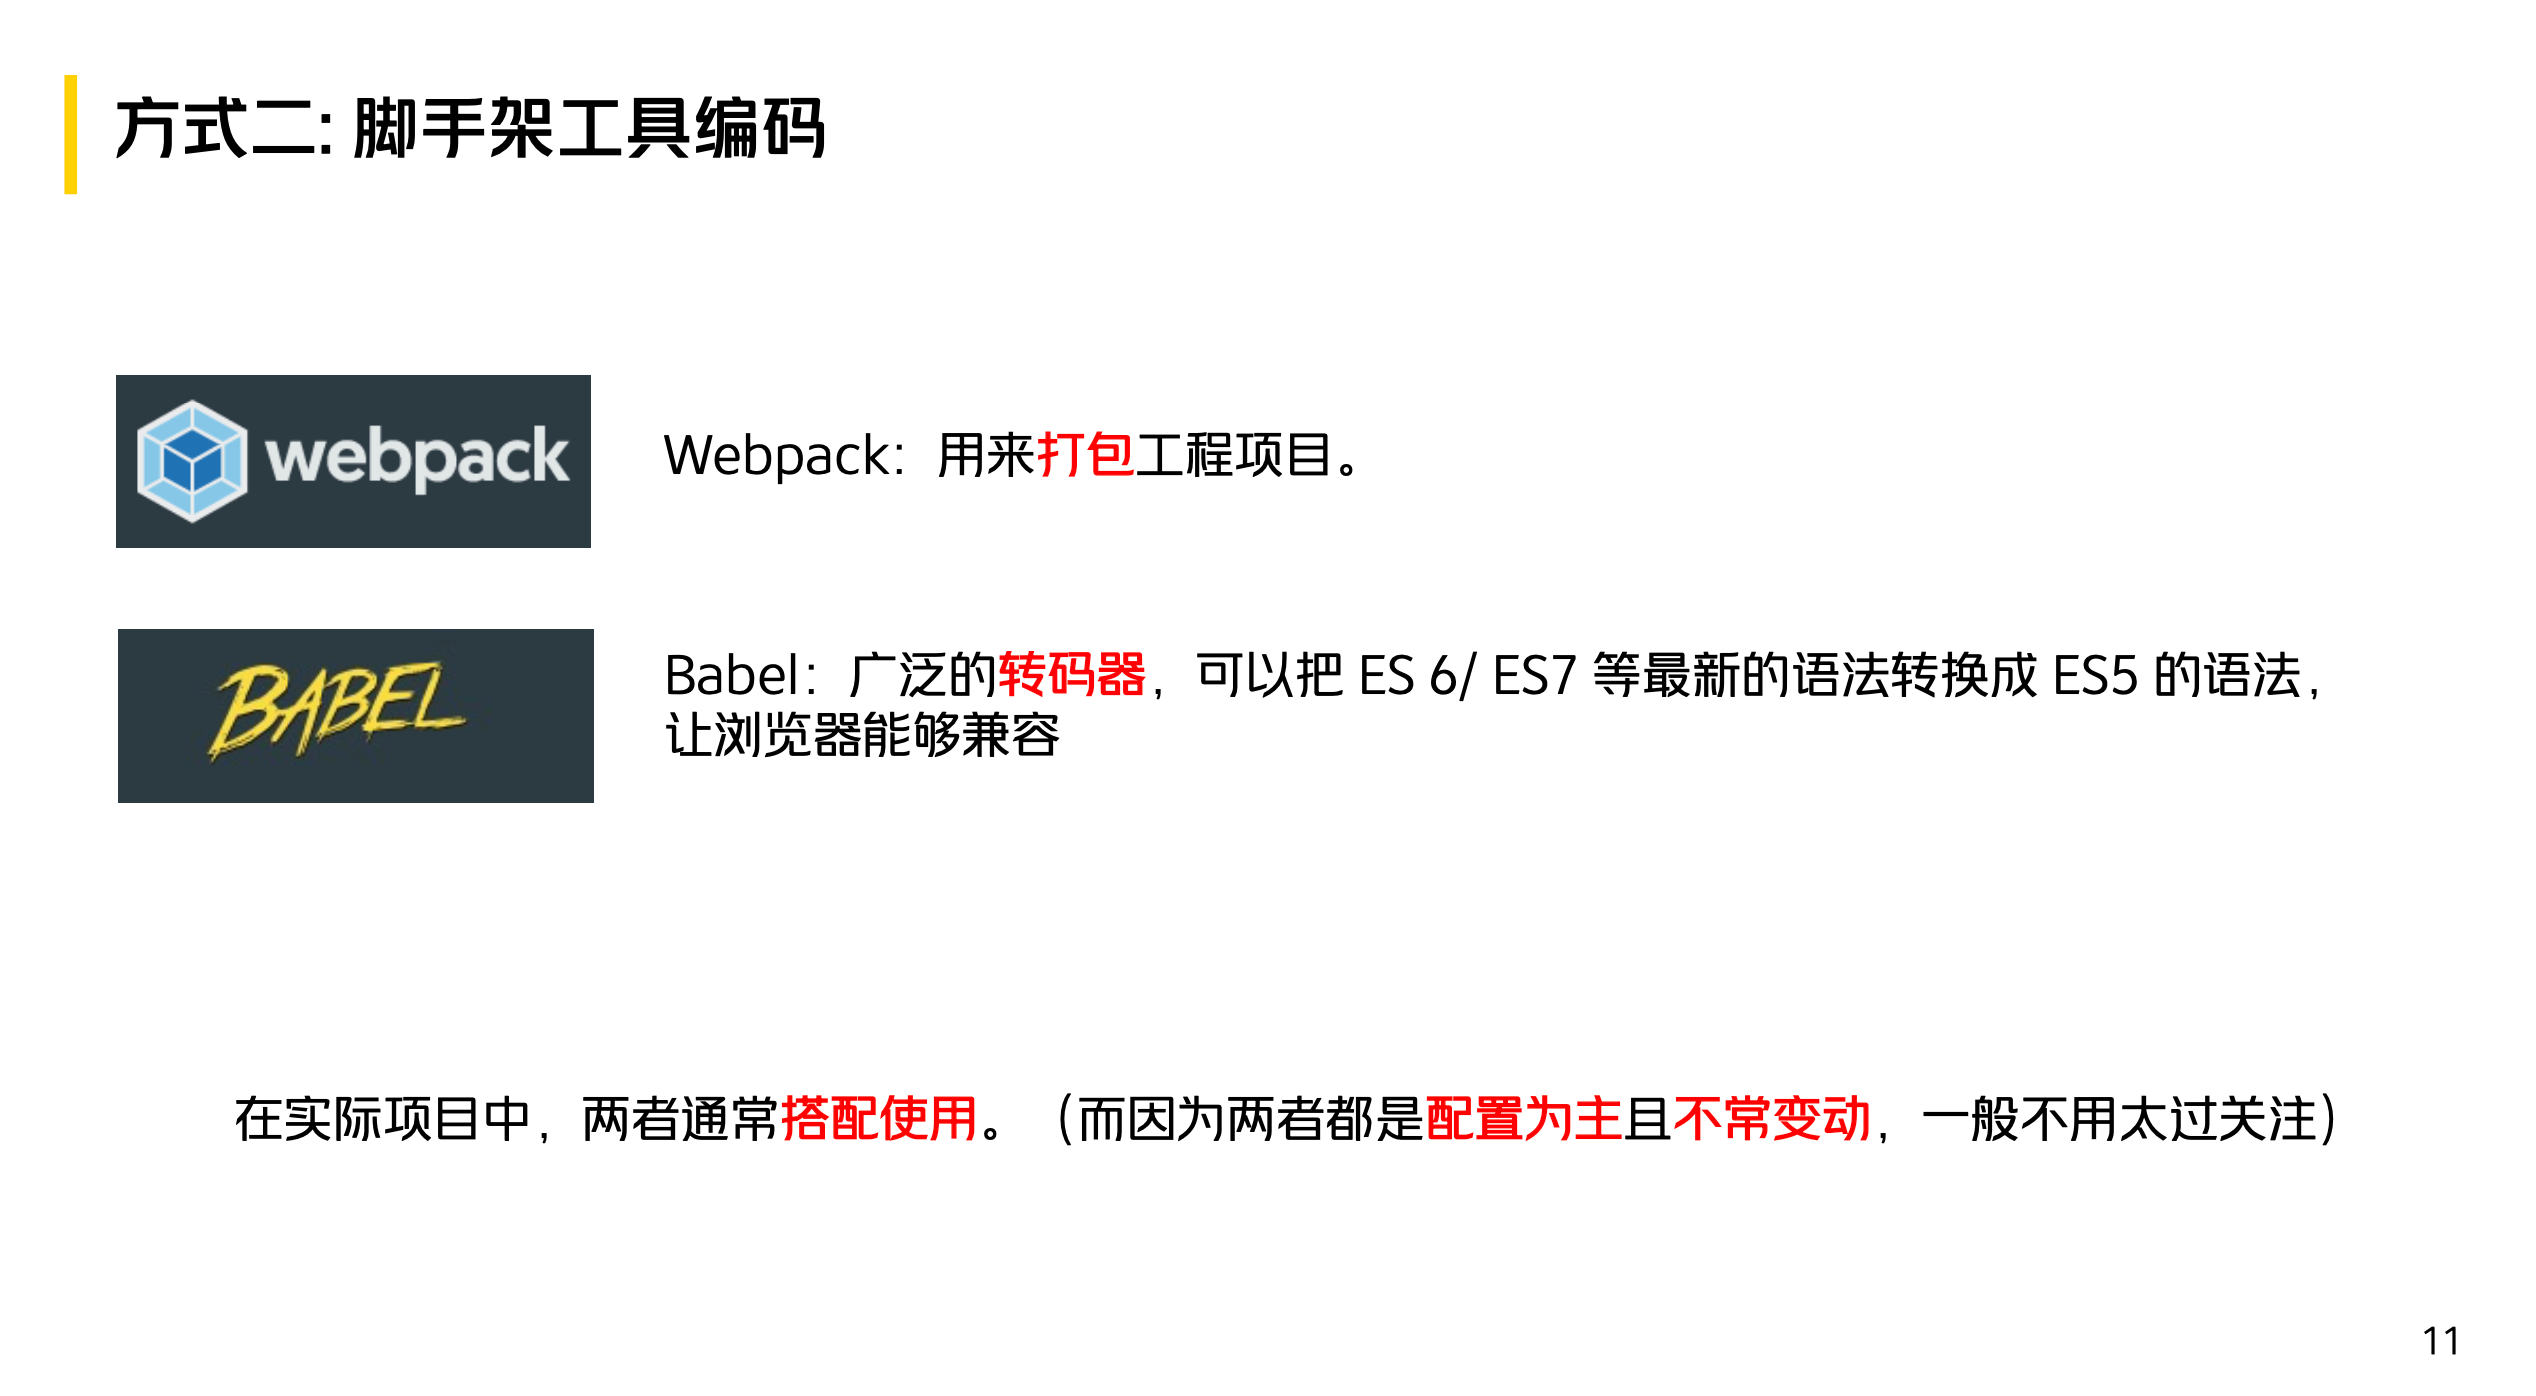 方式二: 脚手架工具编码
webpack
Webpack：用来打包工程项目。
BABEL
Babel：广泛的转码器，可以把 ES 6/ ES7 等最新的语法转换成 ES5 的语法，
让浏览器能够兼容
在实际项目中，两者通常搭配使用。（而因为两者都是配置为主且不常变动，一般不用太过关注）
11